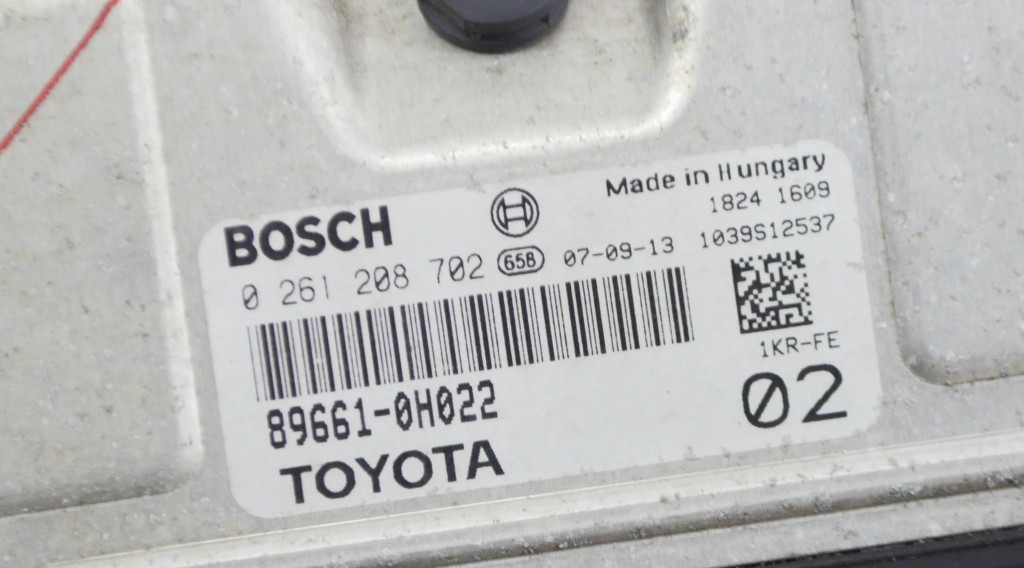 BOSCH
Made in Hungary
1824 1609
0 261 208 702 658 07-09-13 1039S12537
1KR-FE
89661-0H022
02
TOYOTA